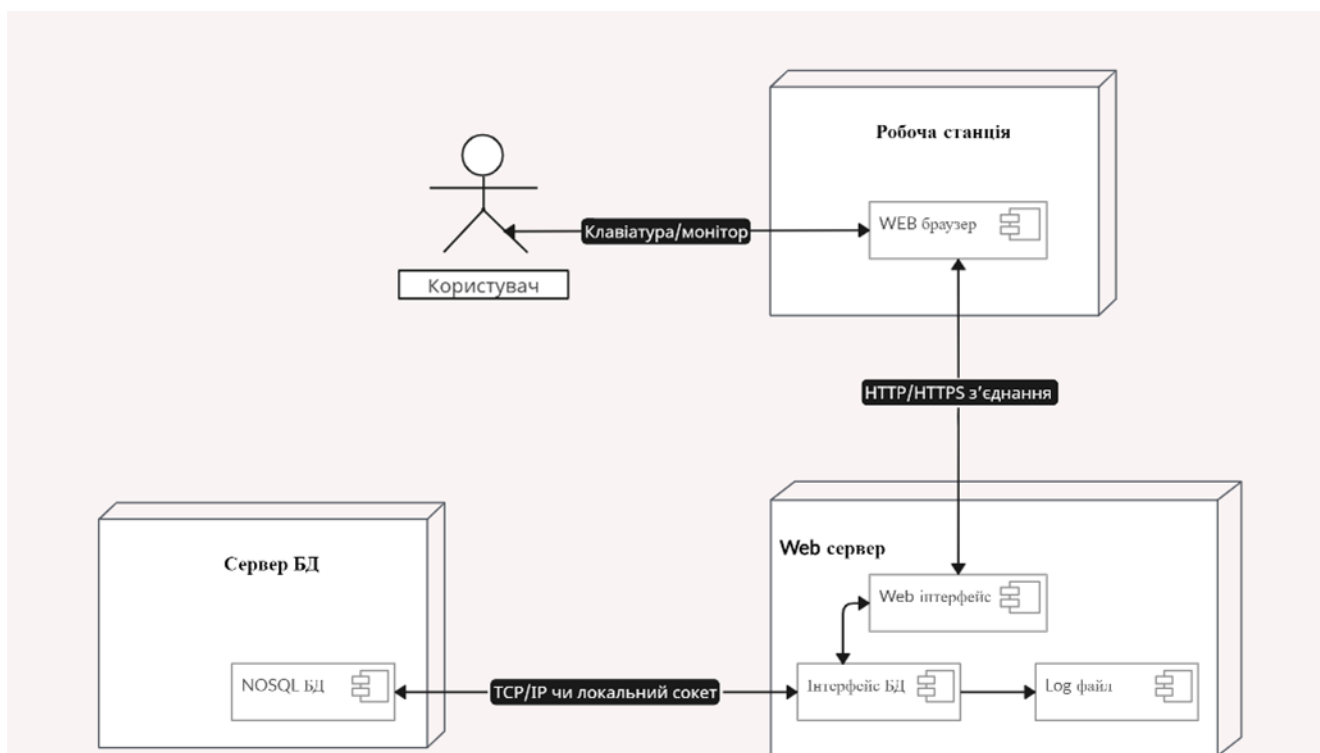 Робоча станція
WEB браузер
Клавіатура/монітор
Користувач
HTTP/HTTPS з’єднання
Сервер БД
Web сервер
Web інтерфейс
NOSQL БД
TCP/IP чи локальний сокет
Інтерфейс БД
Log файл